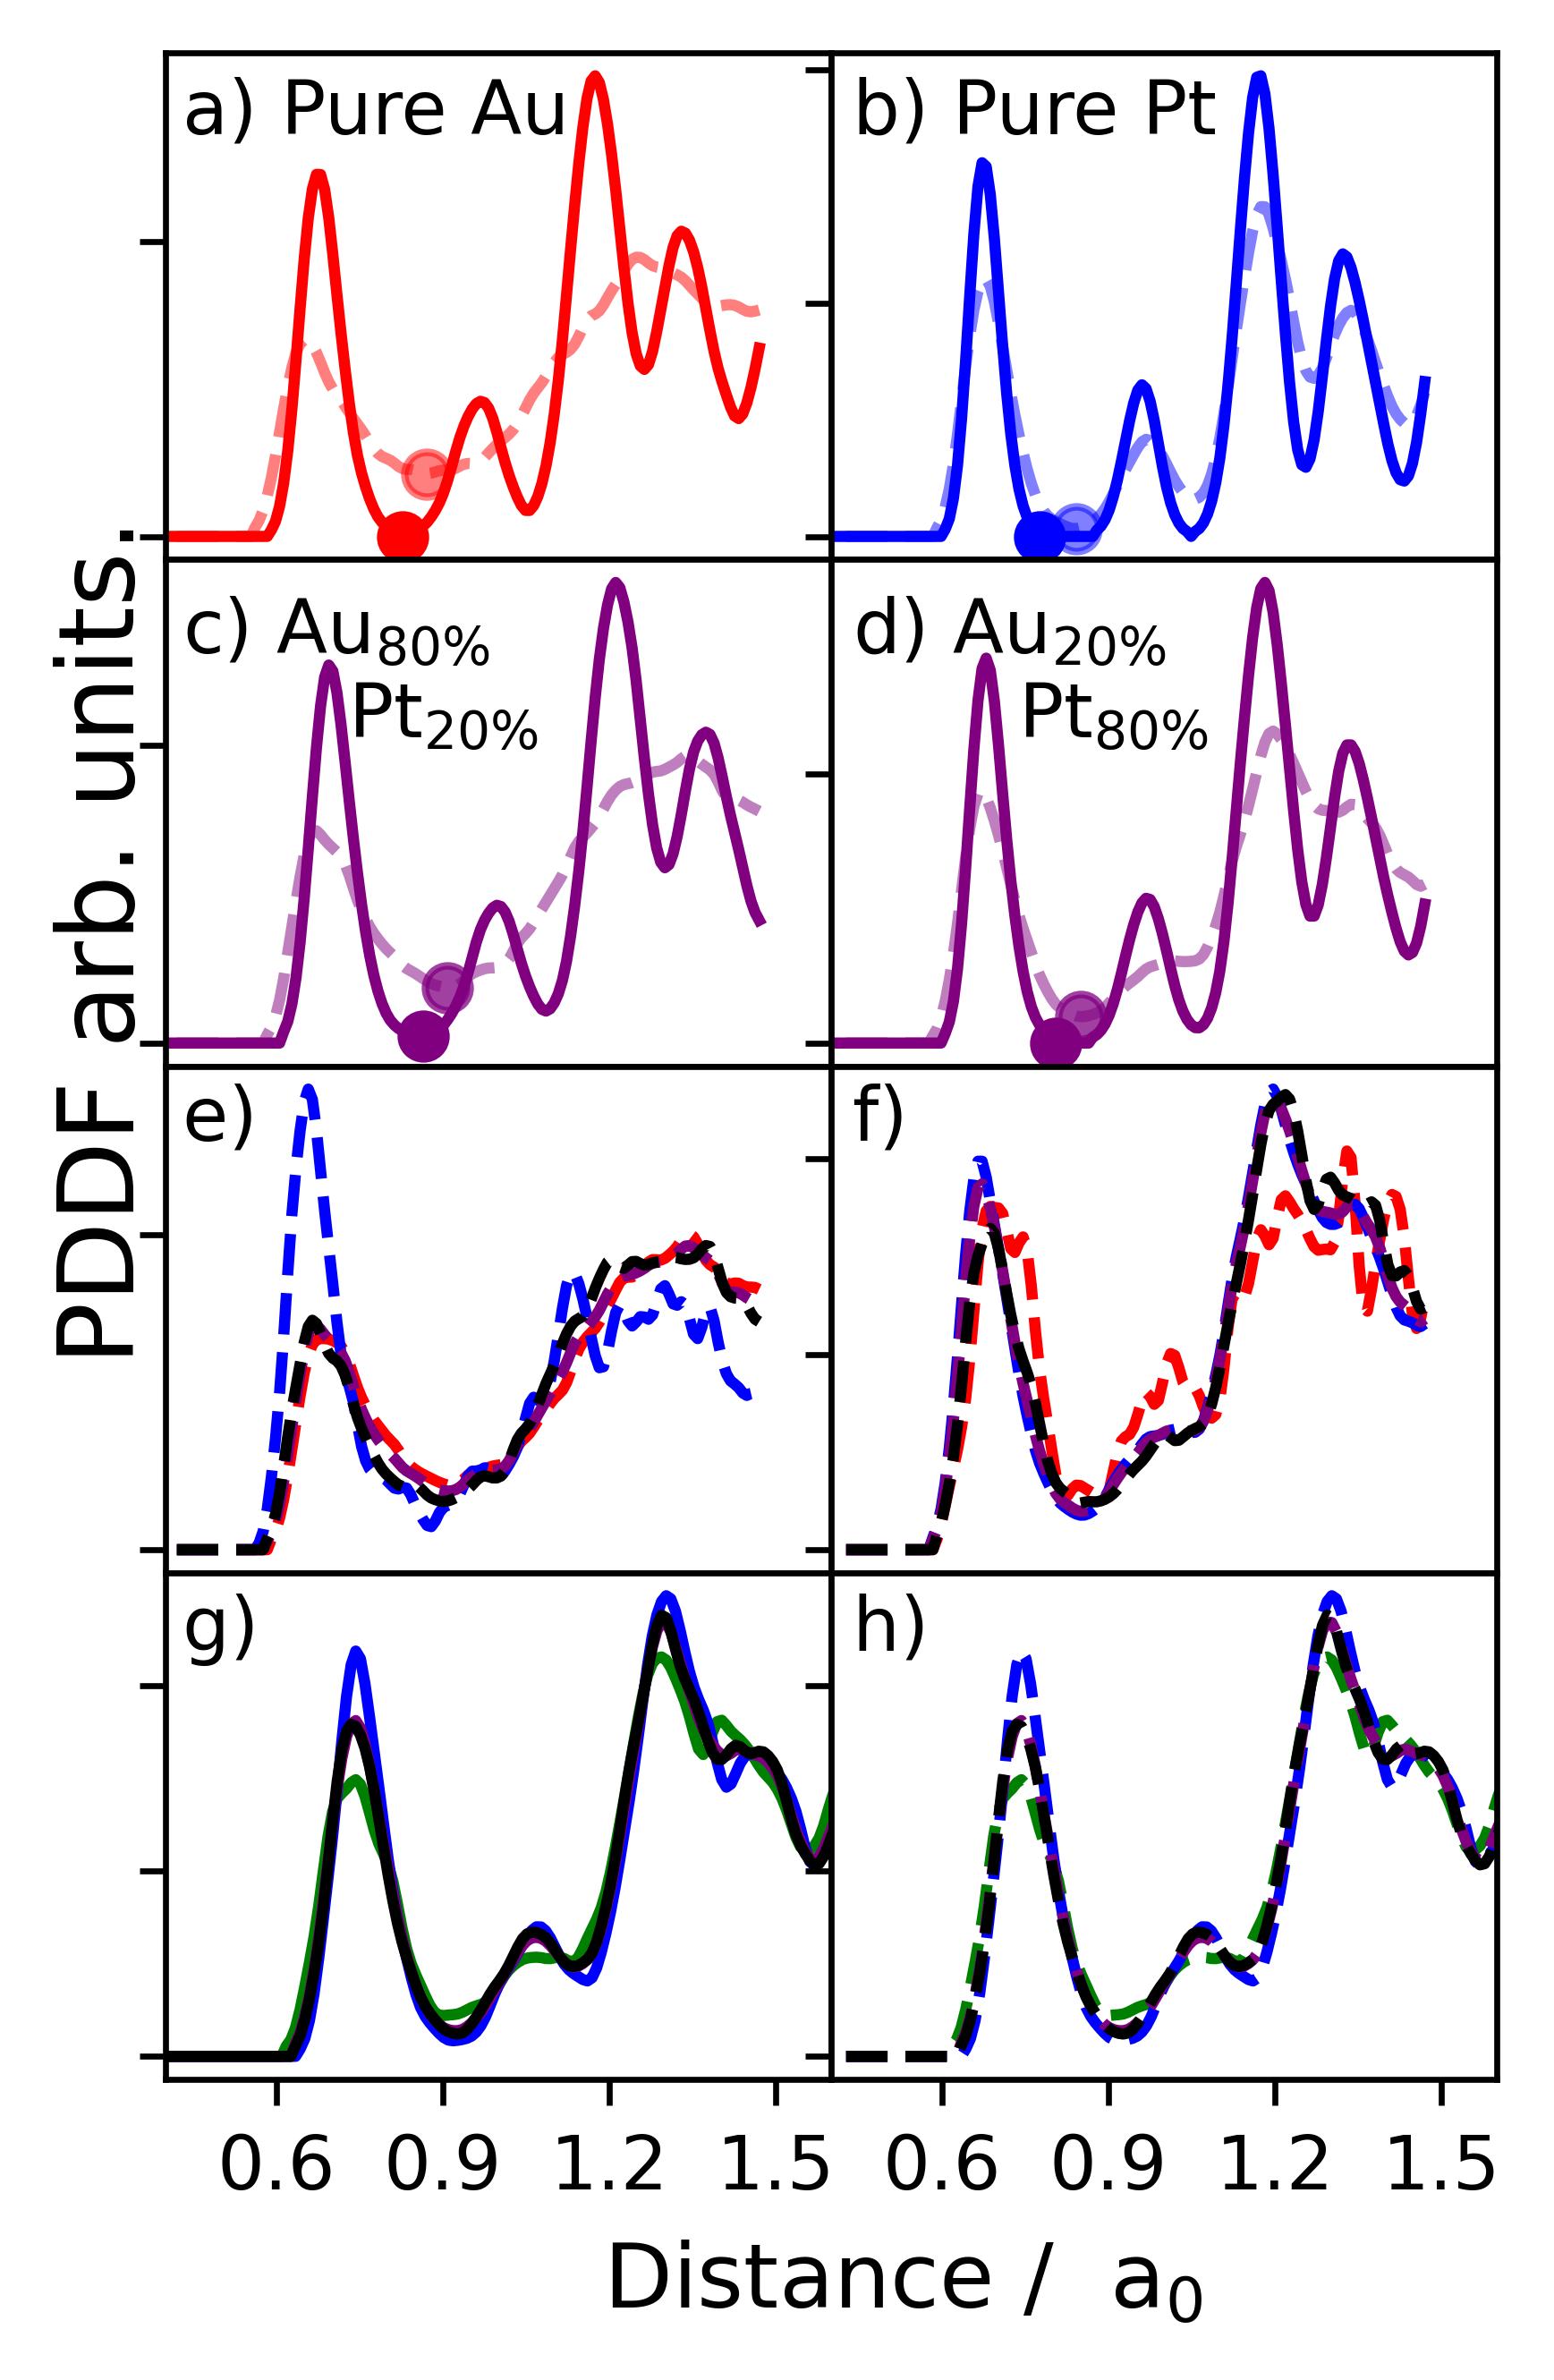 a) Pure Au
b) Pure Pt
c) Au80%
Pt20%
d) Au20%
Pt80%
e)
f)
g)
h)
PDDF arb. units.
0.6 0.9 1.2 1.5 0.6 0.9 1.2 1.5
Distance / a0